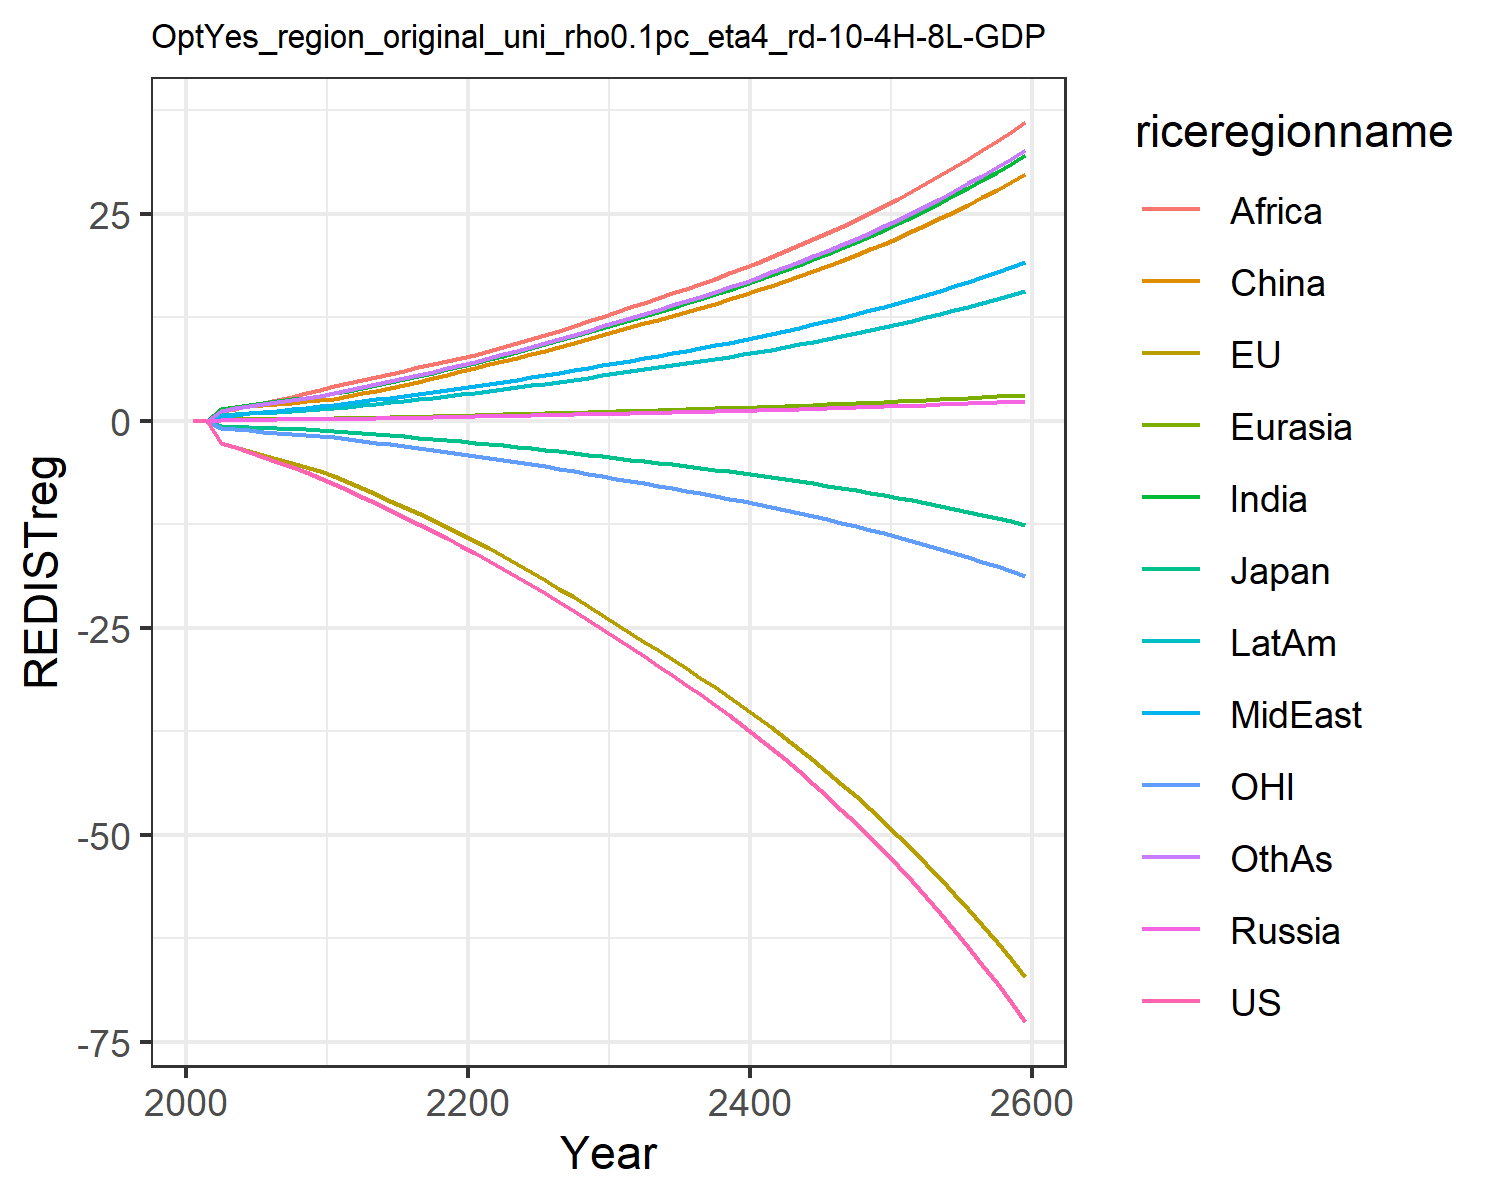 OptYes_region_original_uni_rho0.1pc_eta4_rd-10-4H-8L-GDP
REDISTreg
25
0
-25
-50
-75
2000
2200
2400
2600
Year
riceregionname
Africa
China
EU
Eurasia
India
Japan
LatAm
MidEast
OHI
OthAs
Russia
US